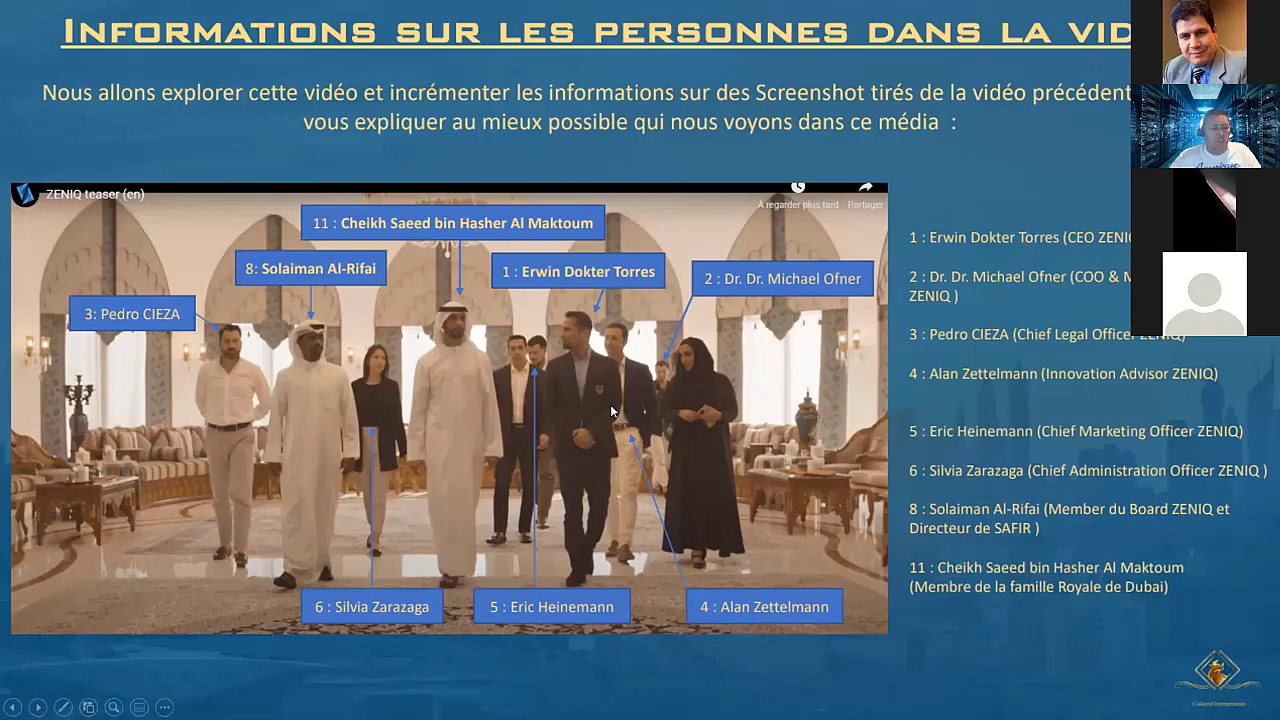 INFORMATIONS SUR LES PERSONNES DANS LA VID
Nous allons explorer cette vidéo et incrémenter les informations sur des Screenshot tirés de la vidéo précédent
vous expliquer au mieux possible qui nous voyons dans ce média :
ZENIQ teaser (en)
À regarder plus tard
Partager
11 : Cheikh Saeed bin Hasher Al Maktoum
8: Solaiman Al-Rifai
1 : Erwin Dokter Torres
2 : Dr. Dr. Michael Ofner
3: Pedro CIEZA
6 : Silvia Zarazaga
5 : Eric Heinemann
4 : Alan Zettelmann
1 : Erwin Dokter Torres (CEO ZENIQ
2 : Dr. Dr. Michael Ofner (COO & M
ZENIQ )
3 : Pedro CIEZA (Chief Legal Officer ZENIQ)
4 : Alan Zettelmann (Innovation Advisor ZENIQ)
5 : Eric Heinemann (Chief Marketing Officer ZENIQ)
6 : Silvia Zarazaga (Chief Administration Officer ZENIQ )
8 : Solaiman Al-Rifai (Member du Board ZENIQ et
Directeur de SAFIR )
11 : Cheikh Saeed bin Hasher Al Maktoum
(Membre de la famille Royale de Dubai)